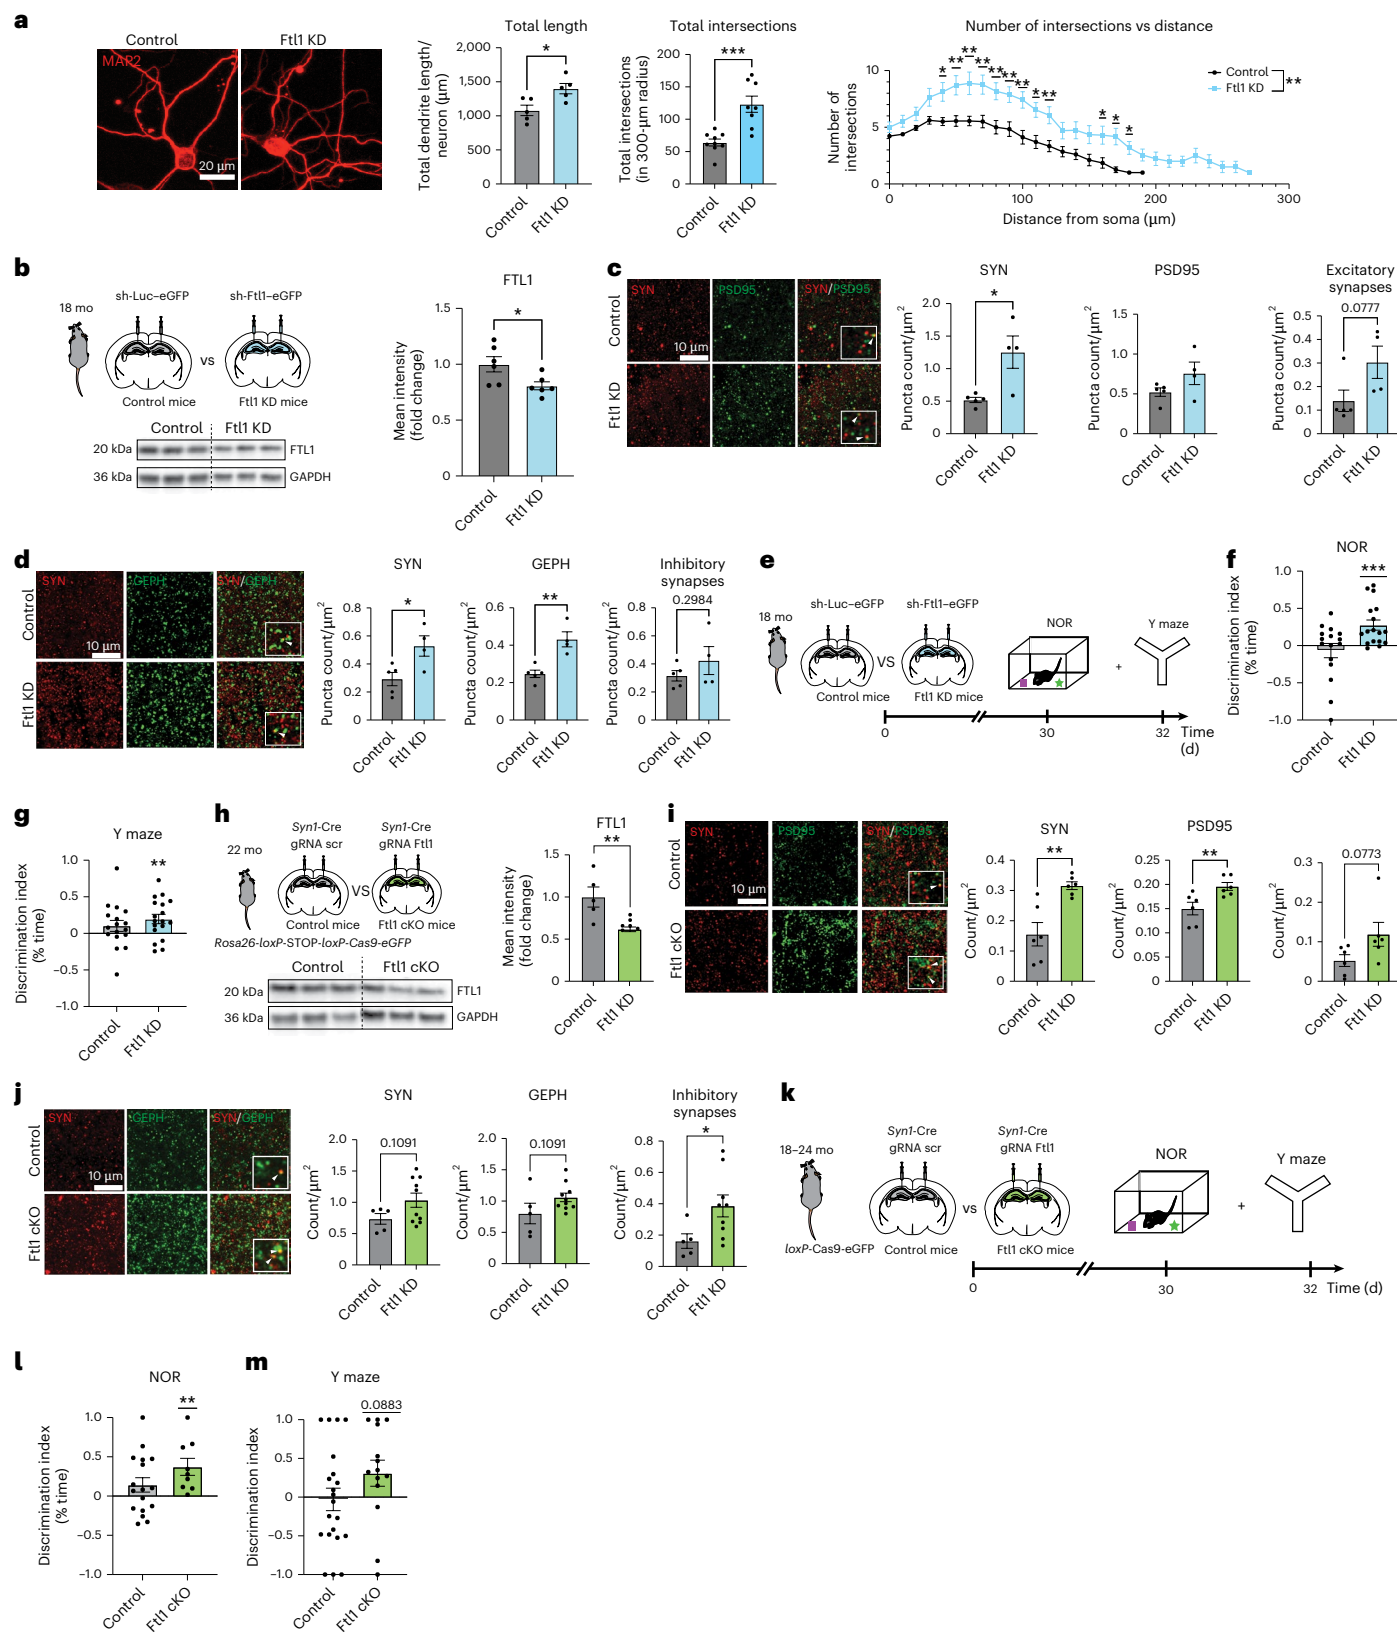 a
Control
Ftl1 KD
MAP2
20 µm
Total length
Total dendrite length/
neuron (µm)
2,000
1,500
1,000
500
0
*
Control
Ftl1 KD
Total intersections
Total intersections
(in 300-µm radius)
200
150
100
50
0
***
Control
Ftl1 KD
Number of intersections vs distance
Number of
intersections
10
5
0
* ** ** ** ** ** ** * ** * * *
0
100
200
300
Distance from soma (µm)
Control
Ftl1 KD
**
b
18 mo
sh-Luc–eGFP
sh-Ftl1–eGFP
vs
Control mice
Ftl1 KD mice
Control
Ftl1 KD
20 kDa
FTL1
36 kDa
GAPDH
FTL1
Mean intensity
(fold change)
1.5
1.0
0.5
0
*
Control
Ftl1 KD
c
SYN
PSD95
SYN/PSD95
Control
10 µm
Ftl1 KD
SYN
Puncta count/µm²
2.0
1.5
1.0
0.5
0
*
Control
Ftl1 KD
PSD95
Puncta count/µm²
1.5
1.0
0.5
0
Control
Ftl1 KD
Excitatory
synapses
0.0777
Puncta count/µm²
0.5
0.4
0.3
0.2
0.1
0
Control
Ftl1 KD
d
SYN
GEPH
SYN/GEPH
Control
10 µm
Ftl1 KD
SYN
Puncta count/µm²
0.8
0.6
0.4
0.2
0
*
Control
Ftl1 KD
GEPH
Puncta count/µm²
0.6
0.4
0.2
0
**
Control
Ftl1 KD
Inhibitory
synapses
0.2984
Puncta count/µm²
0.8
0.6
0.4
0.2
0
Control
Ftl1 KD
e
18 mo
sh-Luc–eGFP
sh-Ftl1–eGFP
VS
Control mice
Ftl1 KD mice
NOR
+
Y maze
0
30
32
Time
(d)
f
NOR
Discrimination index
(% time)
1.0
0.5
0
−0.5
−1.0
***
Control
Ftl1 KD
g
Y maze
Discrimination index
(% time)
1.0
0.5
0
−0.5
−1.0
**
Control
Ftl1 KD
h
22 mo
Syn1-Cre
gRNA scr
Syn1-Cre
gRNA Ftl1
VS
Control mice
Ftl1 cKO mice
Rosa26-loxP-STOP-loxP-Cas9-eGFP
Control
Ftl1 cKO
20 kDa
FTL1
36 kDa
GAPDH
FTL1
Mean intensity
(fold change)
1.5
1.0
0.5
0
**
Control
Ftl1 KD
i
SYN
PSD95
SYN/PSD95
Control
10 µm
Ftl1 cKO
SYN
Count/µm²
0.4
0.3
0.2
0.1
0
**
Control
Ftl1 KD
PSD95
Count/µm²
0.25
0.20
0.15
0.10
0.05
0
**
Control
Ftl1 KD
0.0773
Count/µm²
0.3
0.2
0.1
0
Control
Ftl1 KD
j
SYN
GEPH
SYN/GEPH
Control
10 µm
Ftl1 cKO
SYN
Count/µm²
2.0
1.5
1.0
0.5
0
0.1091
Control
Ftl1 KD
GEPH
Count/µm²
2.0
1.5
1.0
0.5
0
0.1091
Control
Ftl1 KD
Inhibitory
synapses
Count/µm²
0.8
0.6
0.4
0.2
0
*
Control
Ftl1 KD
k
18–24 mo
Syn1-Cre
gRNA scr
Syn1-Cre
gRNA Ftl1
vs
loxP-Cas9-eGFP
Control mice
Ftl1 cKO mice
NOR
+
Y maze
0
30
32
Time (d)
l
NOR
Discrimination index
(% time)
1.0
0.5
0
−0.5
−1.0
**
Control
Ftl1 cKO
m
Y maze
Discrimination index
1.0
0.5
0
−0.5
−1.0
0.0883
Control
Ftl1 cKO